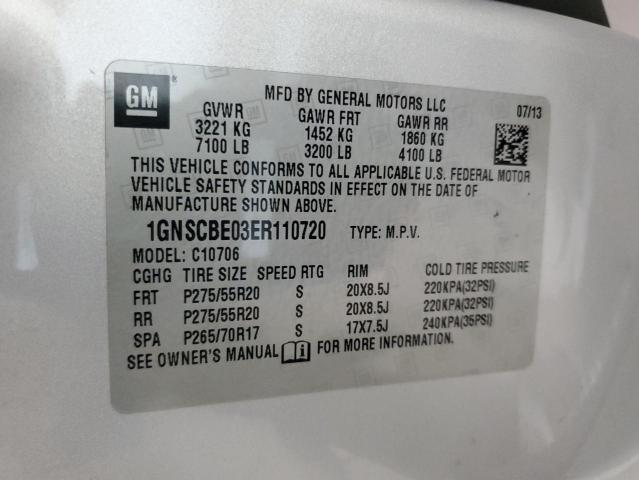 GM
®
MFD BY GENERAL MOTORS LLC
07/13
GVWR GAWR FRT GAWR RR
3221 KG 1452 KG 1860 KG
7100 LB 3200 LB 4100 LB
THIS VEHICLE CONFORMS TO ALL APPLICABLE U.S. FEDERAL MOTOR
VEHICLE SAFETY STANDARDS IN EFFECT ON THE DATE OF
MANUFACTURE SHOWN ABOVE.
1GNSCBE03ER110720 TYPE: M.P.V.
MODEL: C10706
CGHG TIRE SIZE SPEED RTG RIM COLD TIRE PRESSURE
FRT P275/55R20 S 20X8.5J 220KPA(32PSI)
RR P275/55R20 S 20X8.5J 220KPA(32PSI)
SPA P265/70R17 S 17X7.5J 240KPA(35PSI)
SEE OWNER'S MANUAL i FOR MORE INFORMATION.